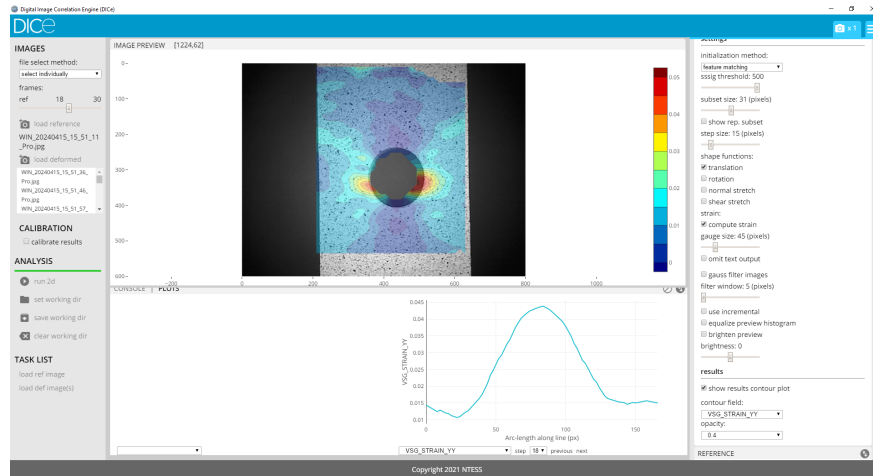 Digital Image Correlation Engine (DICe)
DICe
x 1
IMAGES
file select method:
select individually
frames:
ref 18 30
load reference
WIN_20240415_15_51_11
_Pro.jpg
load deformed
WIN_20240415_15_51_36_
Pro.jpg
WIN_20240415_15_51_46_
Pro.jpg
WIN_20240415_15_51_57_
CALIBRATION
calibrate results
ANALYSIS
run 2d
set working dir
save working dir
clear working dir
TASK LIST
load ref image
load def image(s)
IMAGE PREVIEW [1224,62]
0
100
200
300
400
500
600
−200
0
200
400
600
800
1000
0.05
0.04
0.03
0.02
0.01
0
CONSOLE | PLOTS
0.045
0.04
0.035
0.03
0.025
0.02
0.015
0.01
VSG_STRAIN_YY
0
50
100
150
Arc-length along line (px)
VSG_STRAIN_YY step 18 previous next
settings
initialization method:
feature matching
sssig threshold: 500
subset size: 31 (pixels)
show rep. subset
step size: 15 (pixels)
shape functions:
translation
rotation
normal stretch
shear stretch
strain:
compute strain
gauge size: 45 (pixels)
omit text output
gauss filter images
filter window: 5 (pixels)
use incremental
equalize preview histogram
brighten preview
brightness: 0
results
show results contour plot
contour field:
VSG_STRAIN_YY
opacity:
0.4
REFERENCE
Copyright 2021 NTESS